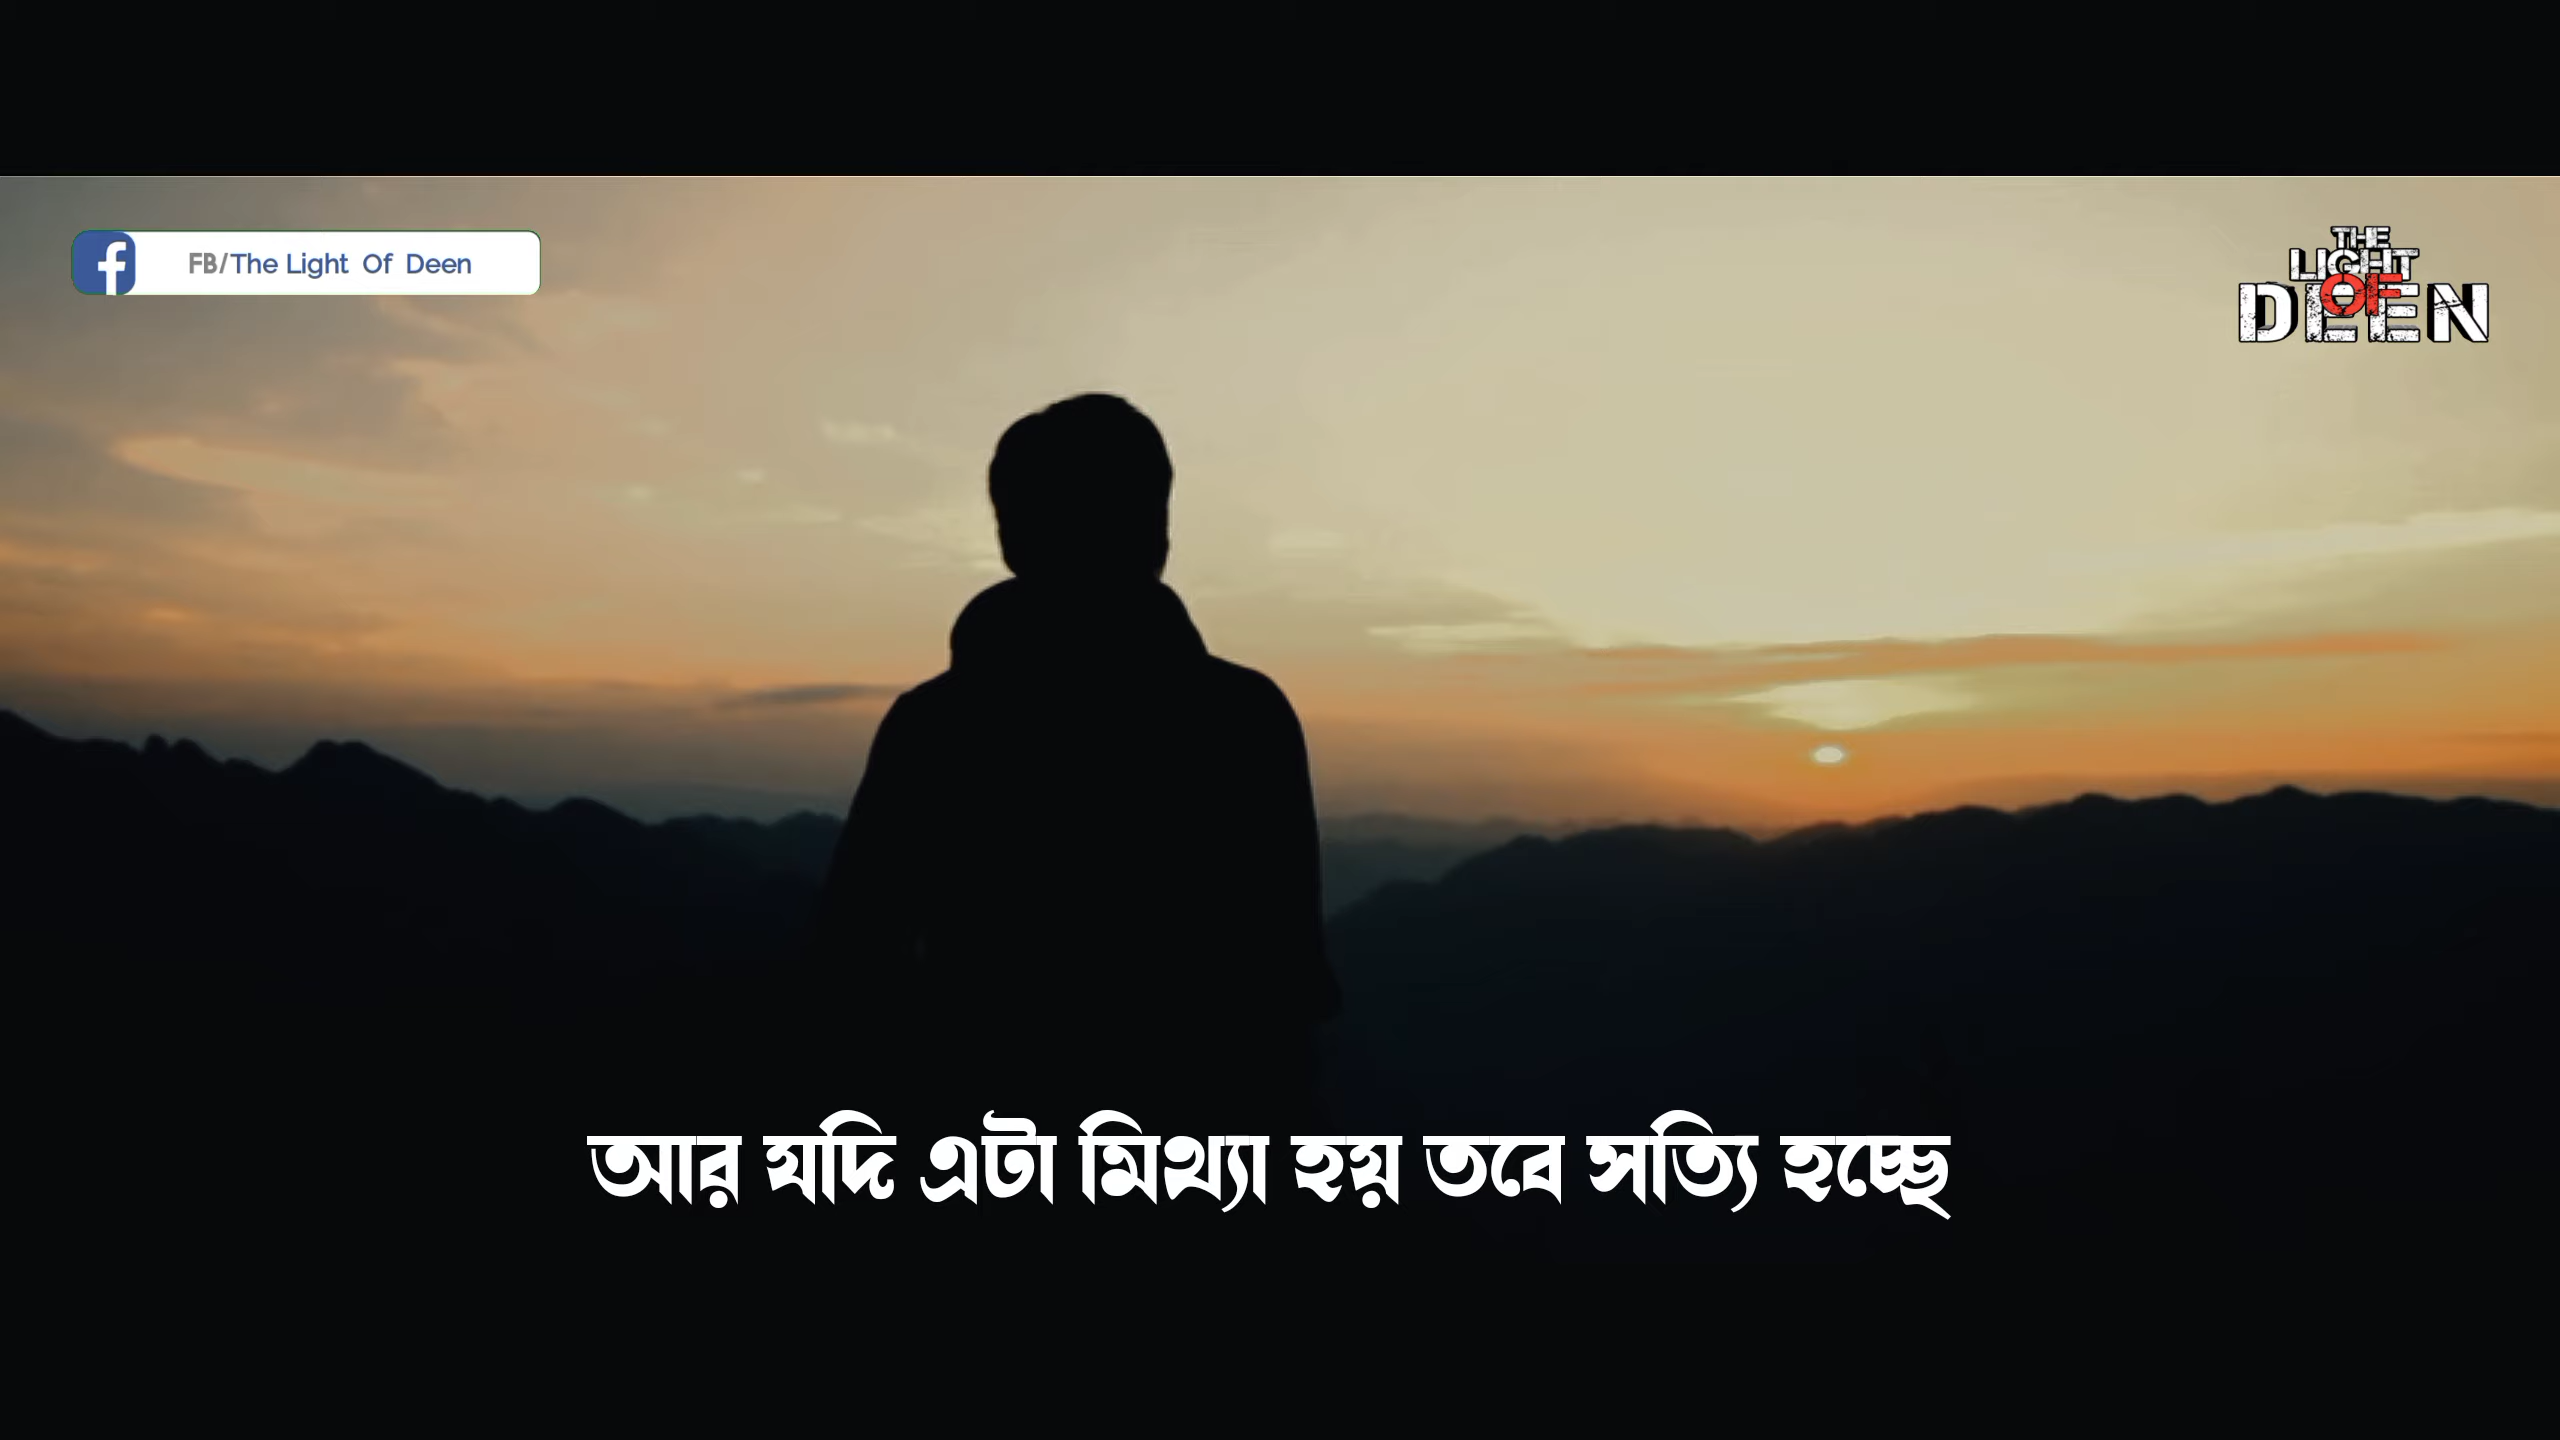 FB/The Light Of Deen
THE
LIGHT
OF
DEEN
আর যদি এটা মিথ্যা হয় তবে সত্যি হচ্ছে